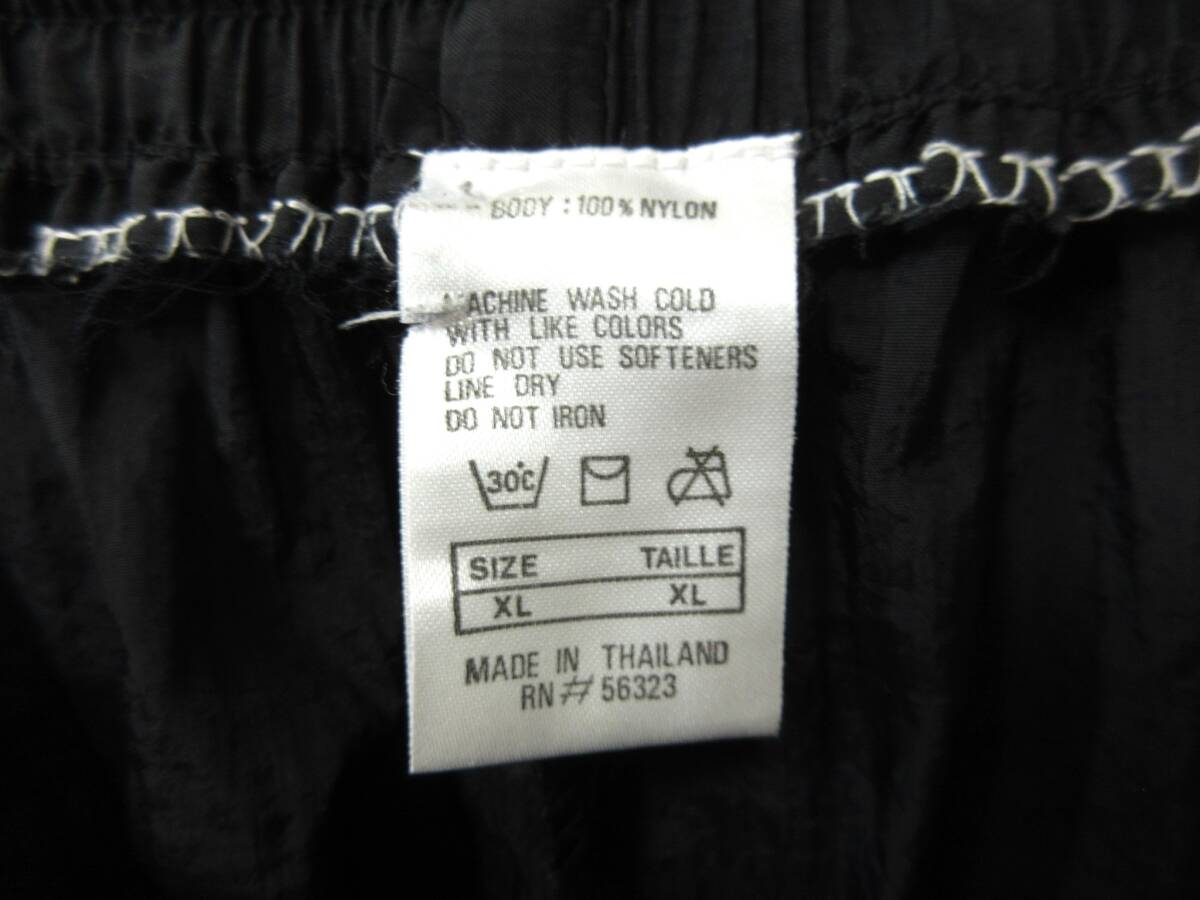 BODY : 100% NYLON
MACHINE WASH COLD
WITH LIKE COLORS
DO NOT USE SOFTENERS
LINE DRY
DO NOT IRON
30°C
SIZE TAILLE
XL XL
MADE IN THAILAND
RN# 56323